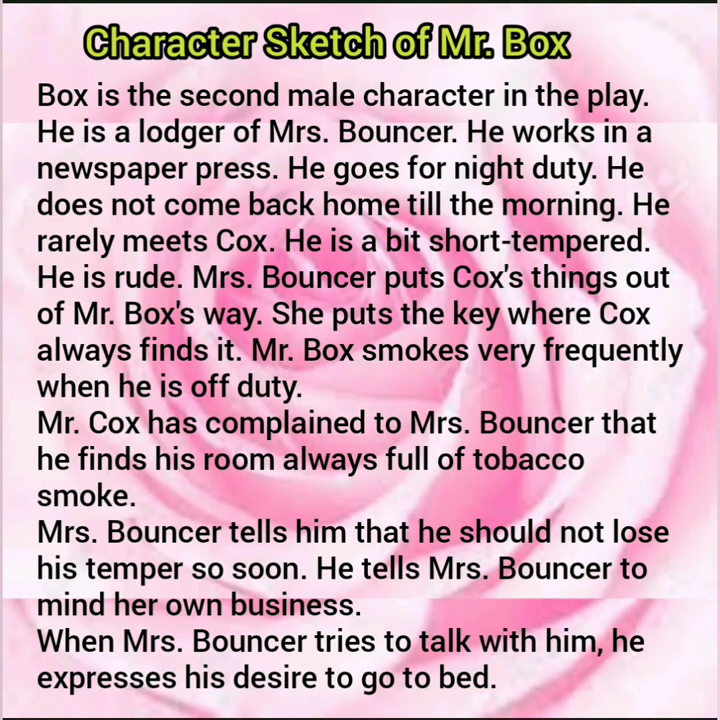 Character Sketch of Mr. Box
Box is the second male character in the play.
He is a lodger of Mrs. Bouncer. He works in a
newspaper press. He goes for night duty. He
does not come back home till the morning. He
rarely meets Cox. He is a bit short-tempered.
He is rude. Mrs. Bouncer puts Cox's things out
of Mr. Box's way. She puts the key where Cox
always finds it. Mr. Box smokes very frequently
when he is off duty.
Mr. Cox has complained to Mrs. Bouncer that
he finds his room always full of tobacco
smoke.
Mrs. Bouncer tells him that he should not lose
his temper so soon. He tells Mrs. Bouncer to
mind her own business.
When Mrs. Bouncer tries to talk with him, he
expresses his desire to go to bed.